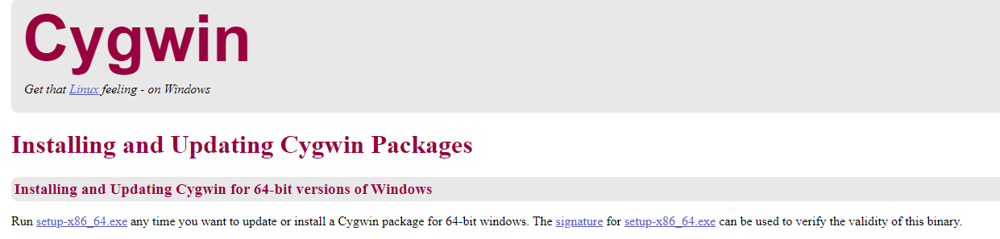 Cygwin
Get that Linux feeling - on Windows
Installing and Updating Cygwin Packages
Installing and Updating Cygwin for 64-bit versions of Windows
Run setup-x86_64.exe any time you want to update or install a Cygwin package for 64-bit windows. The signature for setup-x86_64.exe can be used to verify the validity of this binary.